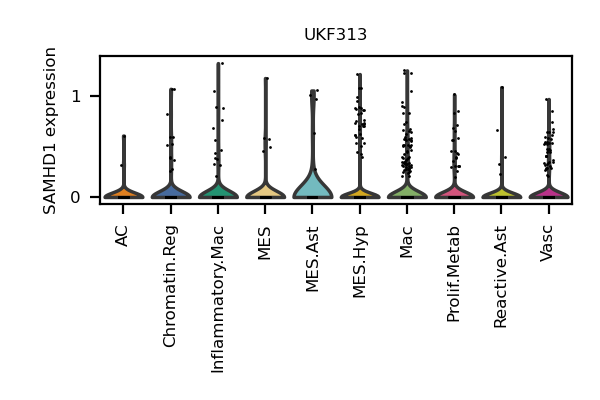 UKF313
SAMHD1 expression
1
0
AC
Chromatin.Reg
Inflammatory.Mac
MES
MES.Ast
MES.Hyp
Mac
Prolif.Metab
Reactive.Ast
Vasc